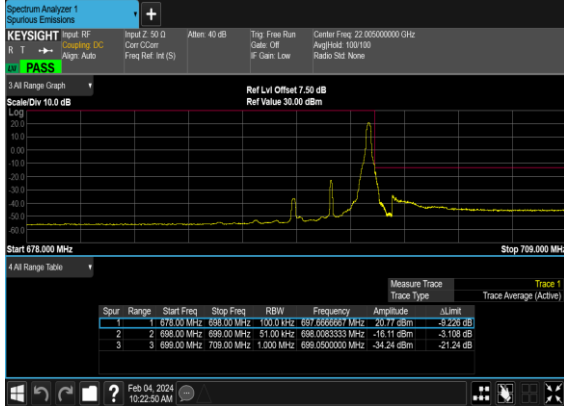 Spectrum Analyzer 1
Spurious Emissions
KEYSIGHT Input: RF Input Z: 50 Ω Atten: 40 dB Trig: Free Run Center Freq: 22.005000000 GHz
R T Coupling: DC Corr CCorr Gate: Off Avg|Hold: 100/100
Align: Auto Freq Ref: Int (S) IF Gain: Low Radio Std: None
PASS
3 All Range Graph
Ref Lvl Offset 7.50 dB
Scale/Div 10.0 dB Ref Value 30.00 dBm
Log
20.0
10.0
0.00
-10.0
-20.0
-30.0
-40.0
-50.0
-60.0
Start 678.000 MHz Stop 709.000 MHz
4 All Range Table
Measure Trace Trace 1
Trace Type Trace Average (Active)
Spur Range Start Freq Stop Freq RBW Frequency Amplitude ΔLimit
1 1 678.00 MHz 698.00 MHz 100.0 kHz 697.6666667 MHz 20.77 dBm -9.226 dB
2 2 698.00 MHz 699.00 MHz 51.00 kHz 698.0083333 MHz -16.11 dBm -3.108 dB
3 3 699.00 MHz 709.00 MHz 1.000 MHz 699.0500000 MHz -34.24 dBm -21.24 dB
Feb 04, 2024
10:22:50 AM